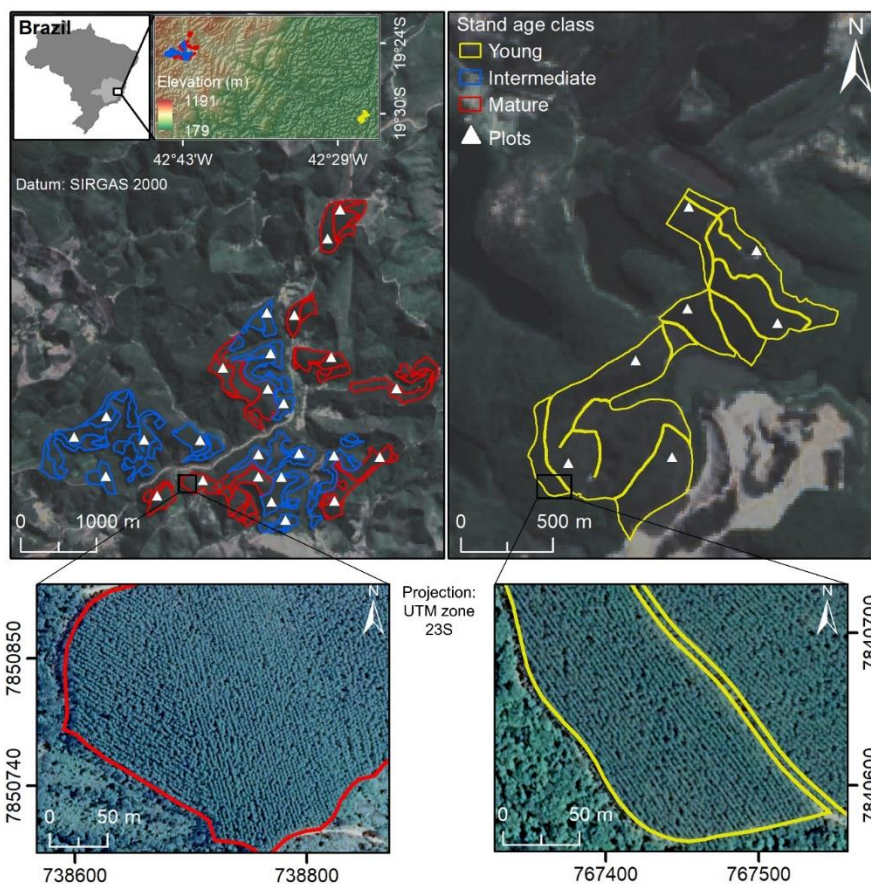 Brazil
Elevation (m)
1191
179
19°24'S
19°30'S
42°43'W
42°29'W
Datum: SIRGAS 2000
0 1000 m
Stand age class
Young
Intermediate
Mature
Plots
N
0 500 m
Projection:
UTM zone
23S
N
7850850
7850740
0 50 m
738600
738800
N
7840700
7840600
0 50 m
767400
767500